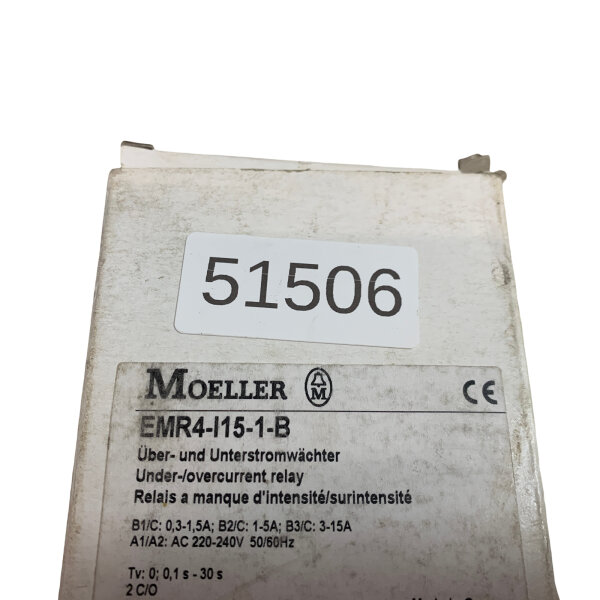 51506
MOELLER M CE
EMR4-I15-1-B
Über- und Unterstromwächter
Under-/overcurrent relay
Relais a manque d'intensité/surintensité
B1/C: 0,3-1,5A; B2/C: 1-5A; B3/C: 3-15A
A1/A2: AC 220-240V 50/60Hz
Tv: 0; 0,1 s - 30 s
2 C/O